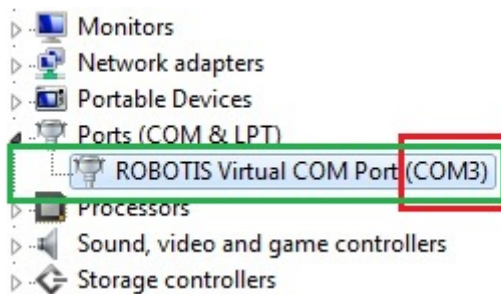 Monitors
Network adapters
Portable Devices
Ports (COM & LPT)
ROBOTIS Virtual COM Port (COM3)
Processors
Sound, video and game controllers
Storage controllers